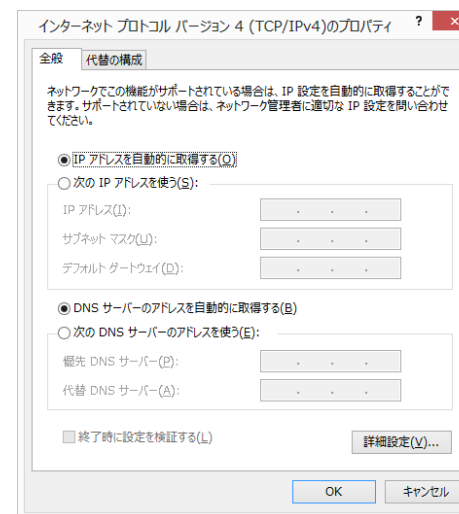 インターネット プロトコル バージョン 4 (TCP/IPv4)のプロパティ ? ×
全般 代替の構成
ネットワークでこの機能がサポートされている場合は、IP 設定を自動的に取得することがで
きます。サポートされていない場合は、ネットワーク管理者に適切な IP 設定を問い合わせ
てください。
IP アドレスを自動的に取得する(O)
次の IP アドレスを使う(S):
IP アドレス(I):
サブネット マスク(U):
デフォルト ゲートウェイ(D):
DNS サーバーのアドレスを自動的に取得する(B)
次の DNS サーバーのアドレスを使う(E):
優先 DNS サーバー(P):
代替 DNS サーバー(A):
終了時に設定を検証する(L)
詳細設定(V)...
OK キャンセル